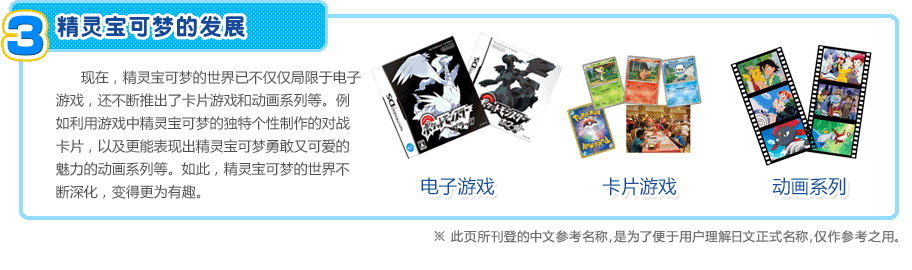 3 精灵宝可梦的发展
现在，精灵宝可梦的世界已不仅仅局限于电子
游戏，还不断推出了卡片游戏和动画系列等。例
如利用游戏中精灵宝可梦的独特个性制作的对战
卡片，以及更能表现出精灵宝可梦勇敢又可爱的
魅力的动画系列等。如此，精灵宝可梦的世界不
断深化，变得更为有趣。
电子游戏
卡片游戏
动画系列
※ 此页所刊登的中文参考名称，是为了便于用户理解日文正式名称，仅作参考之用。